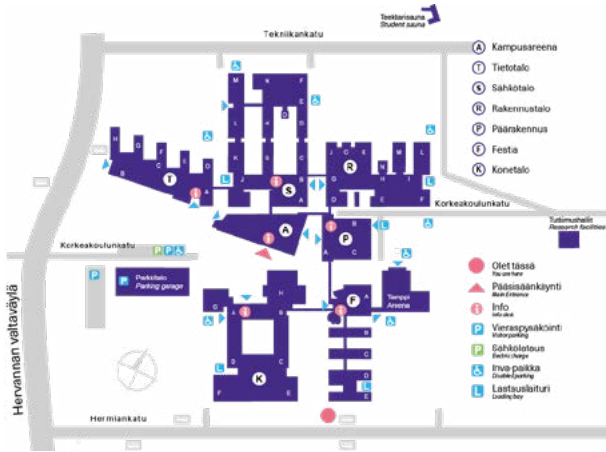 Teekkarisauna
Student sauna
Tekniikankatu
A Kampusareena
T Tietotalo
S Sähkötalo
R Rakennustalo
P Päärakennus
F Festia
K Konetalo
M
N
F
E
D
L
H
D
K
G
C
J
B
A
S
H
G
F
C
E
D
B
A
T
J
C
E
R
G
D
N
M
L
H
I
E
F
L
Korkeakoulunkatu
A
B
P
A
C
L
Tutkimushallit
Research facilities
Korkeakoulunkatu
P
P
P
P
Parkkitalo
Parking garage
Hervannan valtaväylä
H
G
A
B
D
C
K
F
E
L
F
A
B
C
D
E
L
Tamppi
Areena
Olet tässä
You are here
Pääsisäänkäynti
Main Entrance
i Info
Info desk
P Vieraspysäköinti
Visitor parking
P Sähkölataus
Electric charge
Inva-paikka
Disabled parking
L Lastauslaituri
Loading bay
Hermiankatu